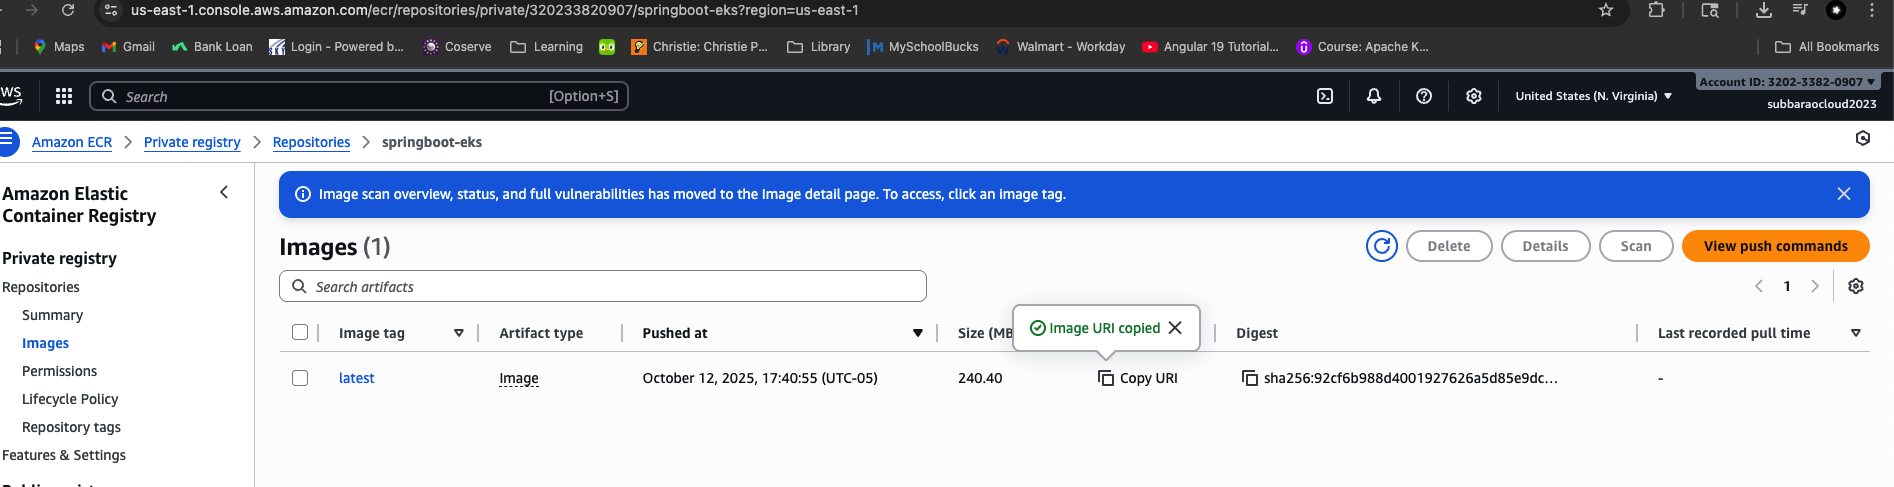 us-east-1.console.aws.amazon.com/ecr/repositories/private/320233820907/springboot-eks?region=us-east-1
Maps Gmail Bank Loan Login - Powered b... Coserve Learning Christie: Christie P... Library MySchoolBucks Walmart - Workday Angular 19 Tutorial... Course: Apache K... All Bookmarks
Search [Option+S] United States (N. Virginia) Account ID: 3202-3382-0907
subbaraocloud2023
Amazon ECR Private registry Repositories springboot-eks
Amazon Elastic
Container Registry
Private registry
Repositories
Summary
Images
Permissions
Lifecycle Policy
Repository tags
Features & Settings
Image scan overview, status, and full vulnerabilities has moved to the Image detail page. To access, click an image tag.
Images (1)
Delete Details Scan View push commands
Search artifacts
1
Image URI copied
Image tag Artifact type Pushed at Size (MB Digest Last recorded pull time
latest Image October 12, 2025, 17:40:55 (UTC-05) 240.40 Copy URI sha256:92cf6b988d4001927626a5d85e9dc... -